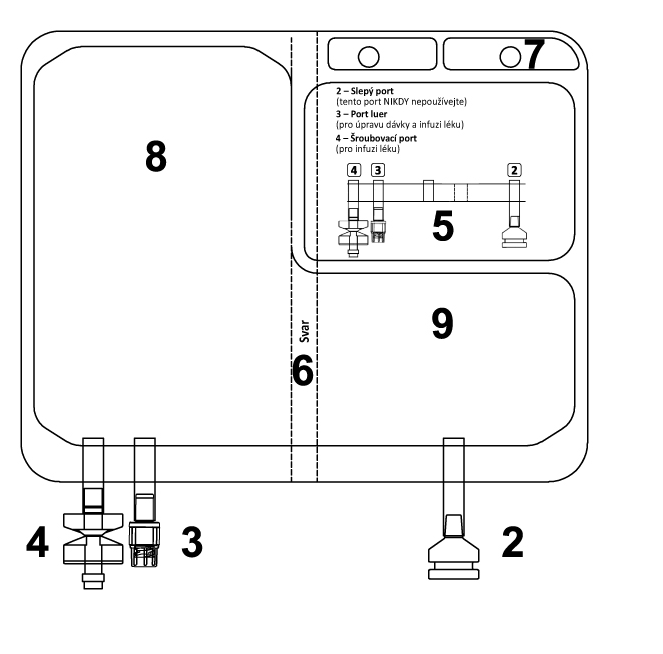 7
2 – Slepý port
(tento port NIKDY nepoužívejte)
3 – Port luer
(pro úpravu dávky a infuzi léku)
4 – Šroubovací port
(pro infuzi léku)
8
4 3 2
5
9
Svar
6
4 3 2